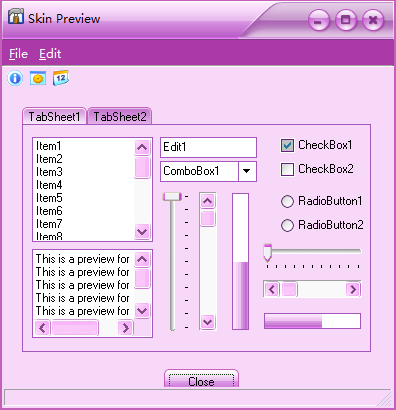 Skin Preview
File Edit
12
TabSheet1 TabSheet2
Item1
Item2
Item3
Item4
Item5
Item6
Item7
Item8
Edit1
ComboBox1
CheckBox1
CheckBox2
RadioButton1
RadioButton2
This is a preview for
This is a preview for
This is a preview for
This is a preview for
This is a preview for
Close